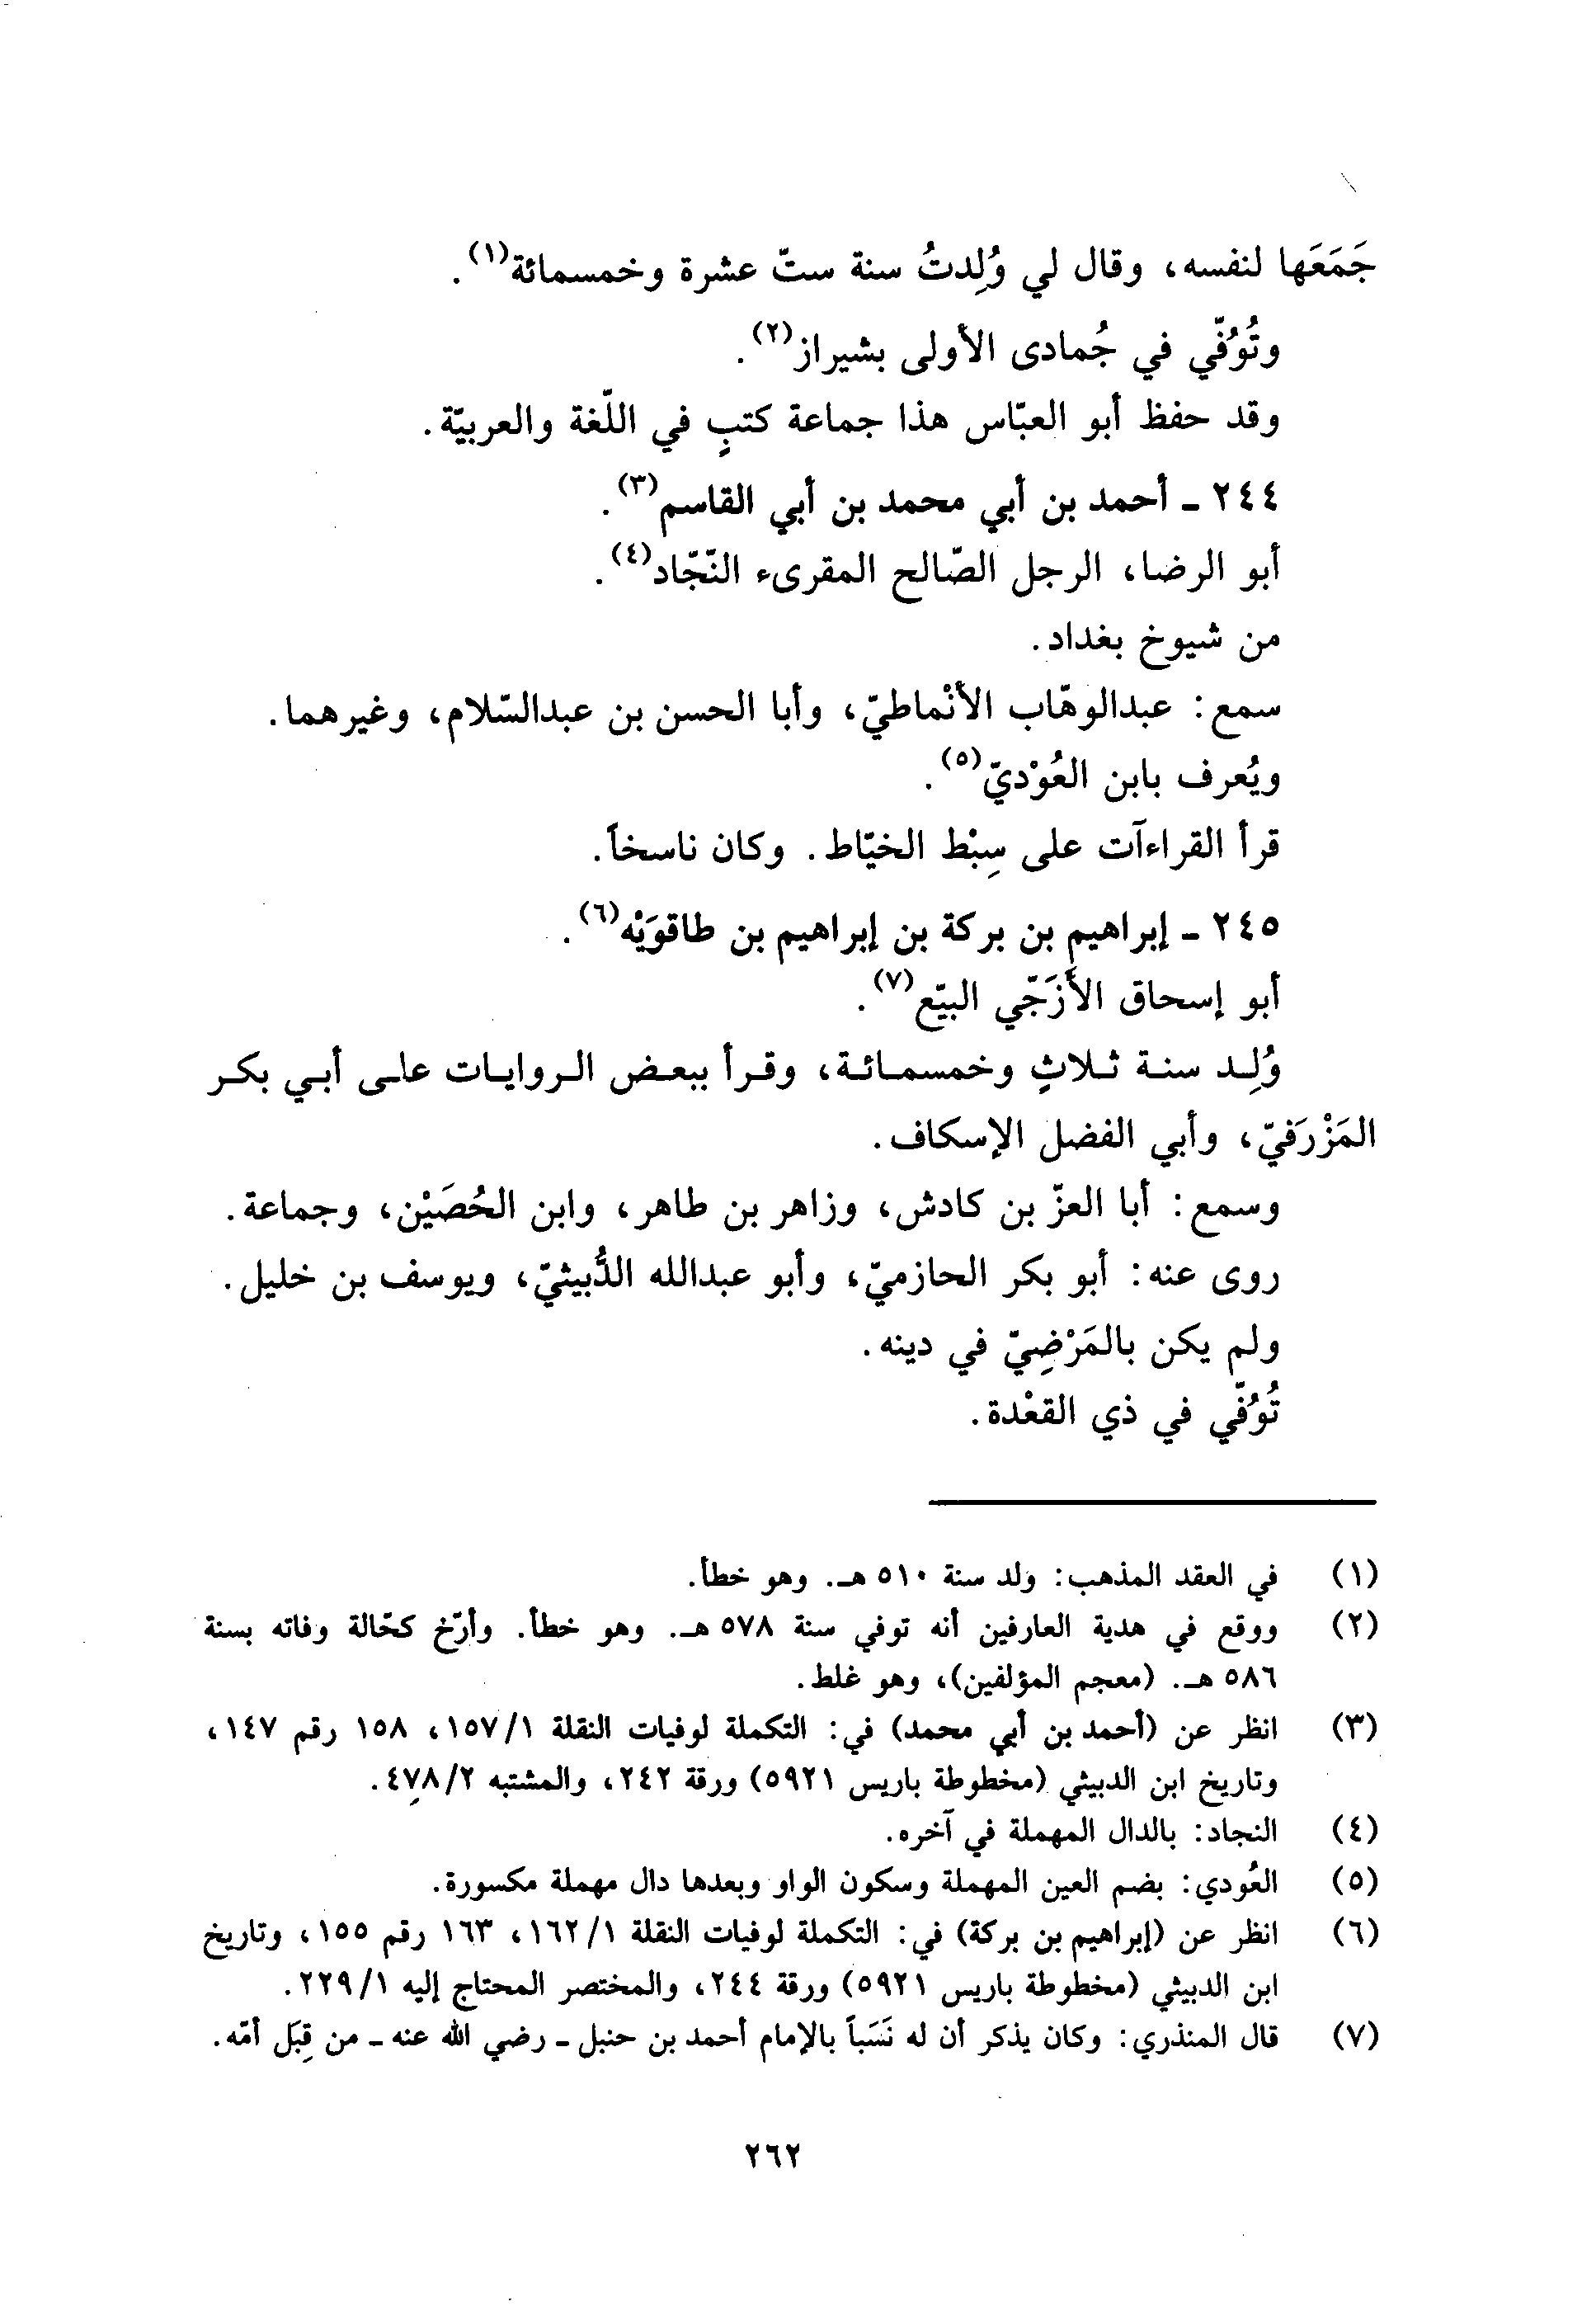 جَمَعَها لنفسه، وقال لي وُلِدتُ سنة ستّ عشرة وخمسمائة(١).
وتُوُفّي في جُمادى الأولى بشيراز(٢).
وقد حفظ أبو العبّاس هذا جماعة كتبٍ في اللّغة والعربيّة.
٢٤٤ ـ أحمد بن أبي محمد بن أبي القاسم(٣).
أبو الرضا، الرجل الصّالح المقرىء النّجّاد(٤).
من شيوخ بغداد.
سمع: عبدالوهّاب الأنْماطيّ، وأبا الحسن بن عبدالسّلام، وغيرهما.
ويُعرف بابن العُوْديّ(٥).
قرأ القراءآت على سِبْط الخيّاط. وكان ناسخاً.
٢٤٥ ـ إبراهيم بن بركة بن إبراهيم بن طاقوَيْه(٦).
أبو إسحاق الأَزَجّي البيّع(٧).
وُلِد سنة ثلاثٍ وخمسمائة، وقرأ ببعض الروايات على أبي بكر
المَزْرَفيّ، وأبي الفضل الإسكاف.
وسمع: أبا العزّ بن كادش، وزاهر بن طاهر، وابن الحُصَيْن، وجماعة.
روى عنه: أبو بكر الحازميّ، وأبو عبدالله الدُّبيثيّ، ويوسف بن خليل.
ولم يكن بالمَرْضِيّ في دينه.
تُوُفّي في ذي القعْدة.
(١) في العقد المذهب: ولد سنة ٥١٠ هـ. وهو خطأ.
(٢) ووقع في هدية العارفين أنه توفي سنة ٥٧٨ هـ. وهو خطأ. وأرّخ كحّالة وفاته بسنة
٥٨٦ هـ. (معجم المؤلفين)، وهو غلط.
(٣) انظر عن (أحمد بن أبي محمد) في: التكملة لوفيات النقلة ١/١٥٧، ١٥٨ رقم ١٤٧،
وتاريخ ابن الدبيثي (مخطوطة باريس ٥٩٢١) ورقة ٢٤٢، والمشتبه ٢/٤٧٨.
(٤) النجاد: بالدال المهملة في آخره.
(٥) العُودي: بضم العين المهملة وسكون الواو وبعدها دال مهملة مكسورة.
(٦) انظر عن (إبراهيم بن بركة) في: التكملة لوفيات النقلة ١/١٦٢، ١٦٣ رقم ١٥٥، وتاريخ
ابن الدبيثي (مخطوطة باريس ٥٩٢١) ورقة ٢٤٤، والمختصر المحتاج إليه ١/٢٢٩.
(٧) قال المنذري: وكان يذكر أن له نَسَباً بالإمام أحمد بن حنبل ـ رضي الله عنه ـ من قِبَل أمّه.
٢٦٢